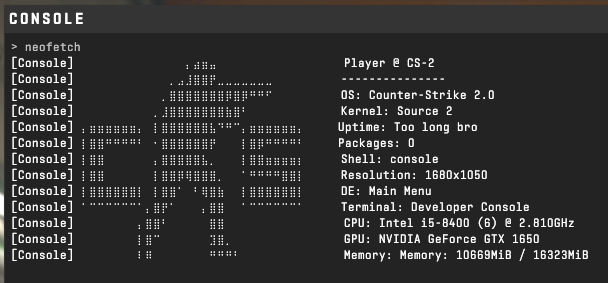 CONSOLE
> neofetch
[Console] Player @ CS-2
[Console] ---------------
[Console] OS: Counter-Strike 2.0
[Console] Kernel: Source 2
[Console] Uptime: Too long bro
[Console] Packages: 0
[Console] Shell: console
[Console] Resolution: 1680x1050
[Console] DE: Main Menu
[Console] Terminal: Developer Console
[Console] CPU: Intel i5-8400 (6) @ 2.810GHz
[Console] GPU: NVIDIA GeForce GTX 1650
[Console] Memory: Memory: 10669MiB / 16323MiB